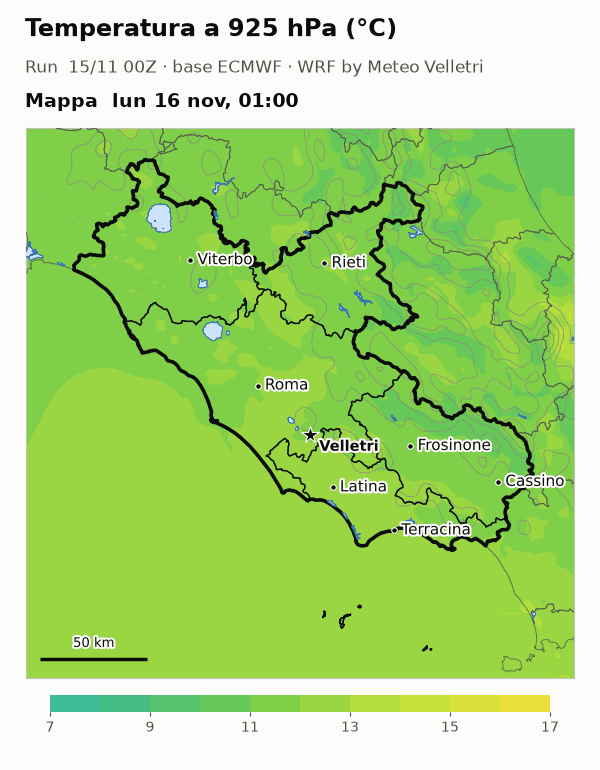 Temperatura a 925 hPa (°C)
Run  15/11 00Z · base ECMWF · WRF by Meteo Velletri
Mappa  lun 16 nov, 01:00
Viterbo
Rieti
Roma
Velletri
Frosinone
Latina
Cassino
Terracina
50 km
7 9 11 13 15 17